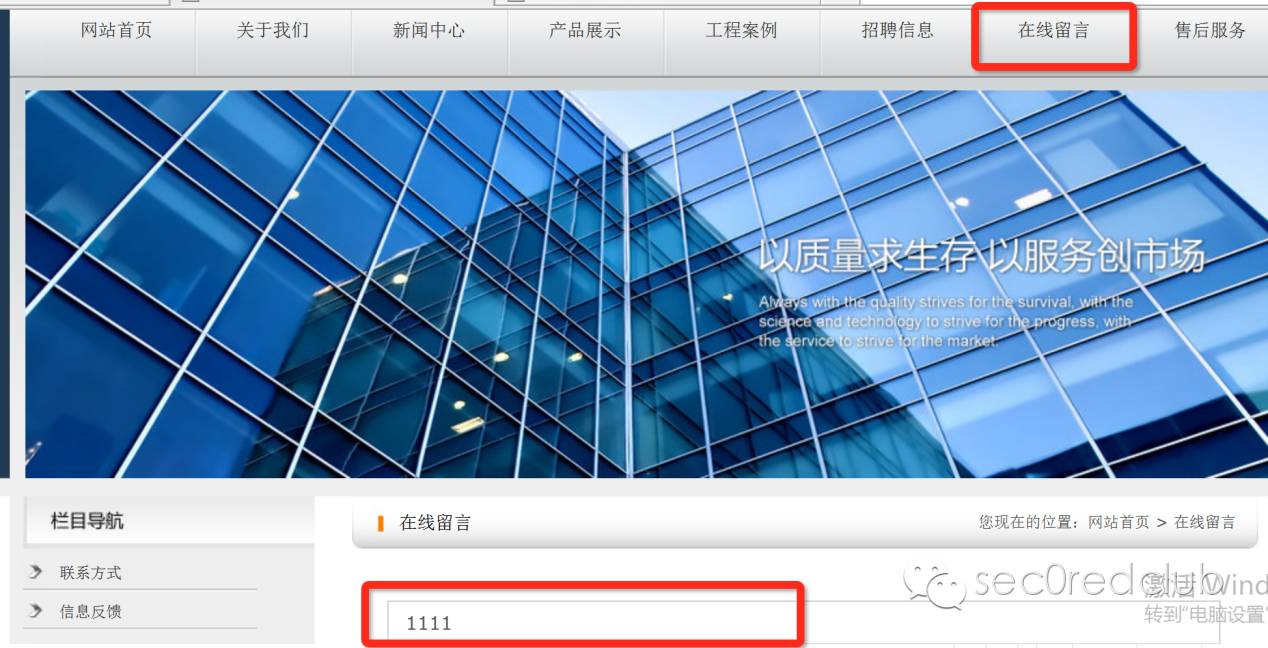 网站首页 关于我们 新闻中心 产品展示 工程案例 招聘信息 在线留言 售后服务
以质量求生存 以服务创市场
Always with the quality strives for the survival, with the
science and technology to strive for the progress, with
the service to strive for the market.
栏目导航
联系方式
信息反馈
在线留言
您现在的位置：网站首页 > 在线留言
1111
sec0red club
激活 Wind
转到"电脑设置"